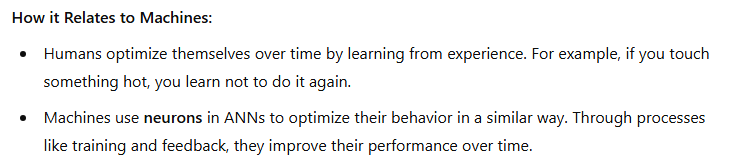 How it Relates to Machines:
• Humans optimize themselves over time by learning from experience. For example, if you touch
something hot, you learn not to do it again.
• Machines use neurons in ANNs to optimize their behavior in a similar way. Through processes
like training and feedback, they improve their performance over time.